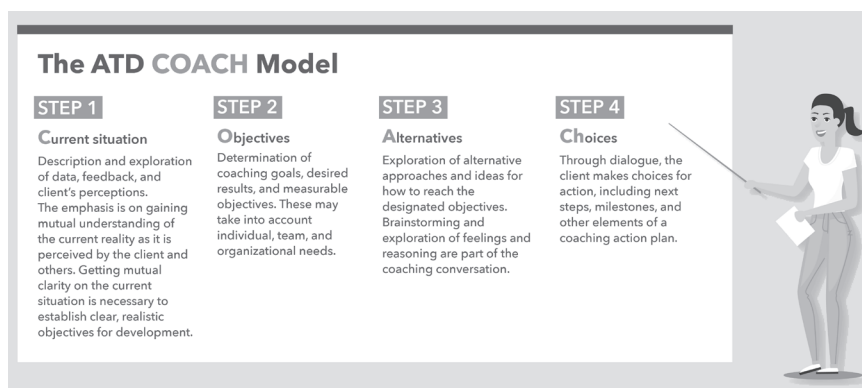 The ATD COACH Model
STEP 1
Current situation
Description and exploration
of data, feedback, and
client's perceptions.
The emphasis is on gaining
mutual understanding of
the current reality as it is
perceived by the client and
others. Getting mutual
clarity on the current
situation is necessary to
establish clear, realistic
objectives for development.
STEP 2
Objectives
Determination of
coaching goals, desired
results, and measurable
objectives. These may
take into account
individual, team, and
organizational needs.
STEP 3
Alternatives
Exploration of alternative
approaches and ideas for
how to reach the
designated objectives.
Brainstorming and
exploration of feelings and
reasoning are part of the
coaching conversation.
STEP 4
Choices
Through dialogue, the
client makes choices for
action, including next
steps, milestones, and
other elements of a
coaching action plan.